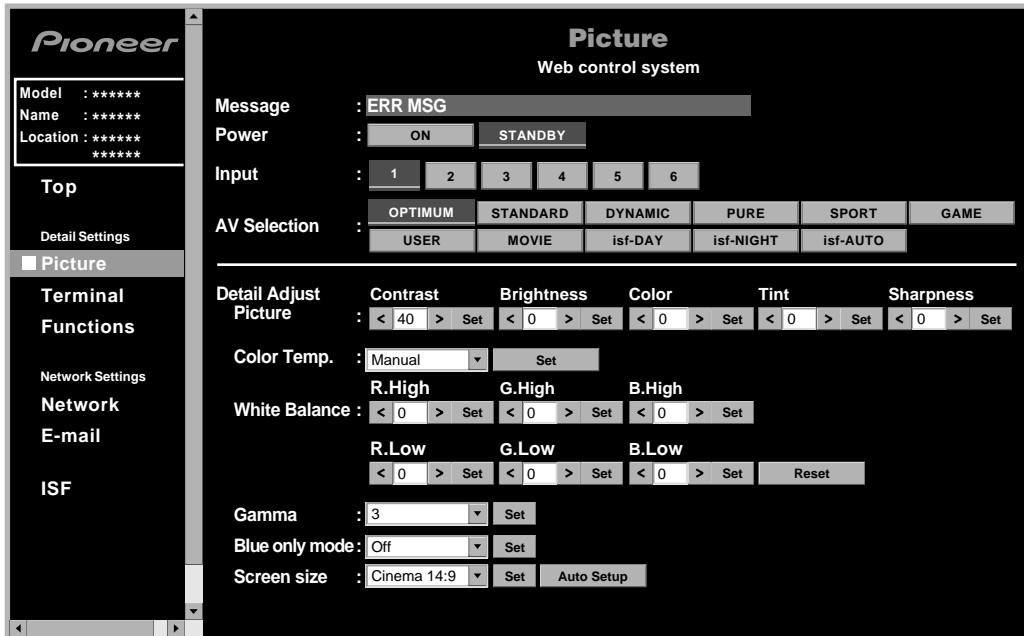 Pioneer
Model : ******
Name : ******
Location : ******
******
Top
Detail Settings
Picture
Terminal
Functions
Network Settings
Network
E-mail
ISF
Picture
Web control system
Message : ERR MSG
Power : ON STANDBY
Input : 1 2 3 4 5 6
AV Selection : OPTIMUM STANDARD DYNAMIC PURE SPORT GAME
USER MOVIE isf-DAY isf-NIGHT isf-AUTO
Detail Adjust Contrast Brightness Color Tint Sharpness
Picture : < 40 > Set < 0 > Set < 0 > Set < 0 > Set < 0 > Set
Color Temp. : Manual Set
R.High G.High B.High
White Balance : < 0 > Set < 0 > Set < 0 > Set
R.Low G.Low B.Low
< 0 > Set < 0 > Set < 0 > Set Reset
Gamma : 3 Set
Blue only mode : Off Set
Screen size : Cinema 14:9 Set Auto Setup